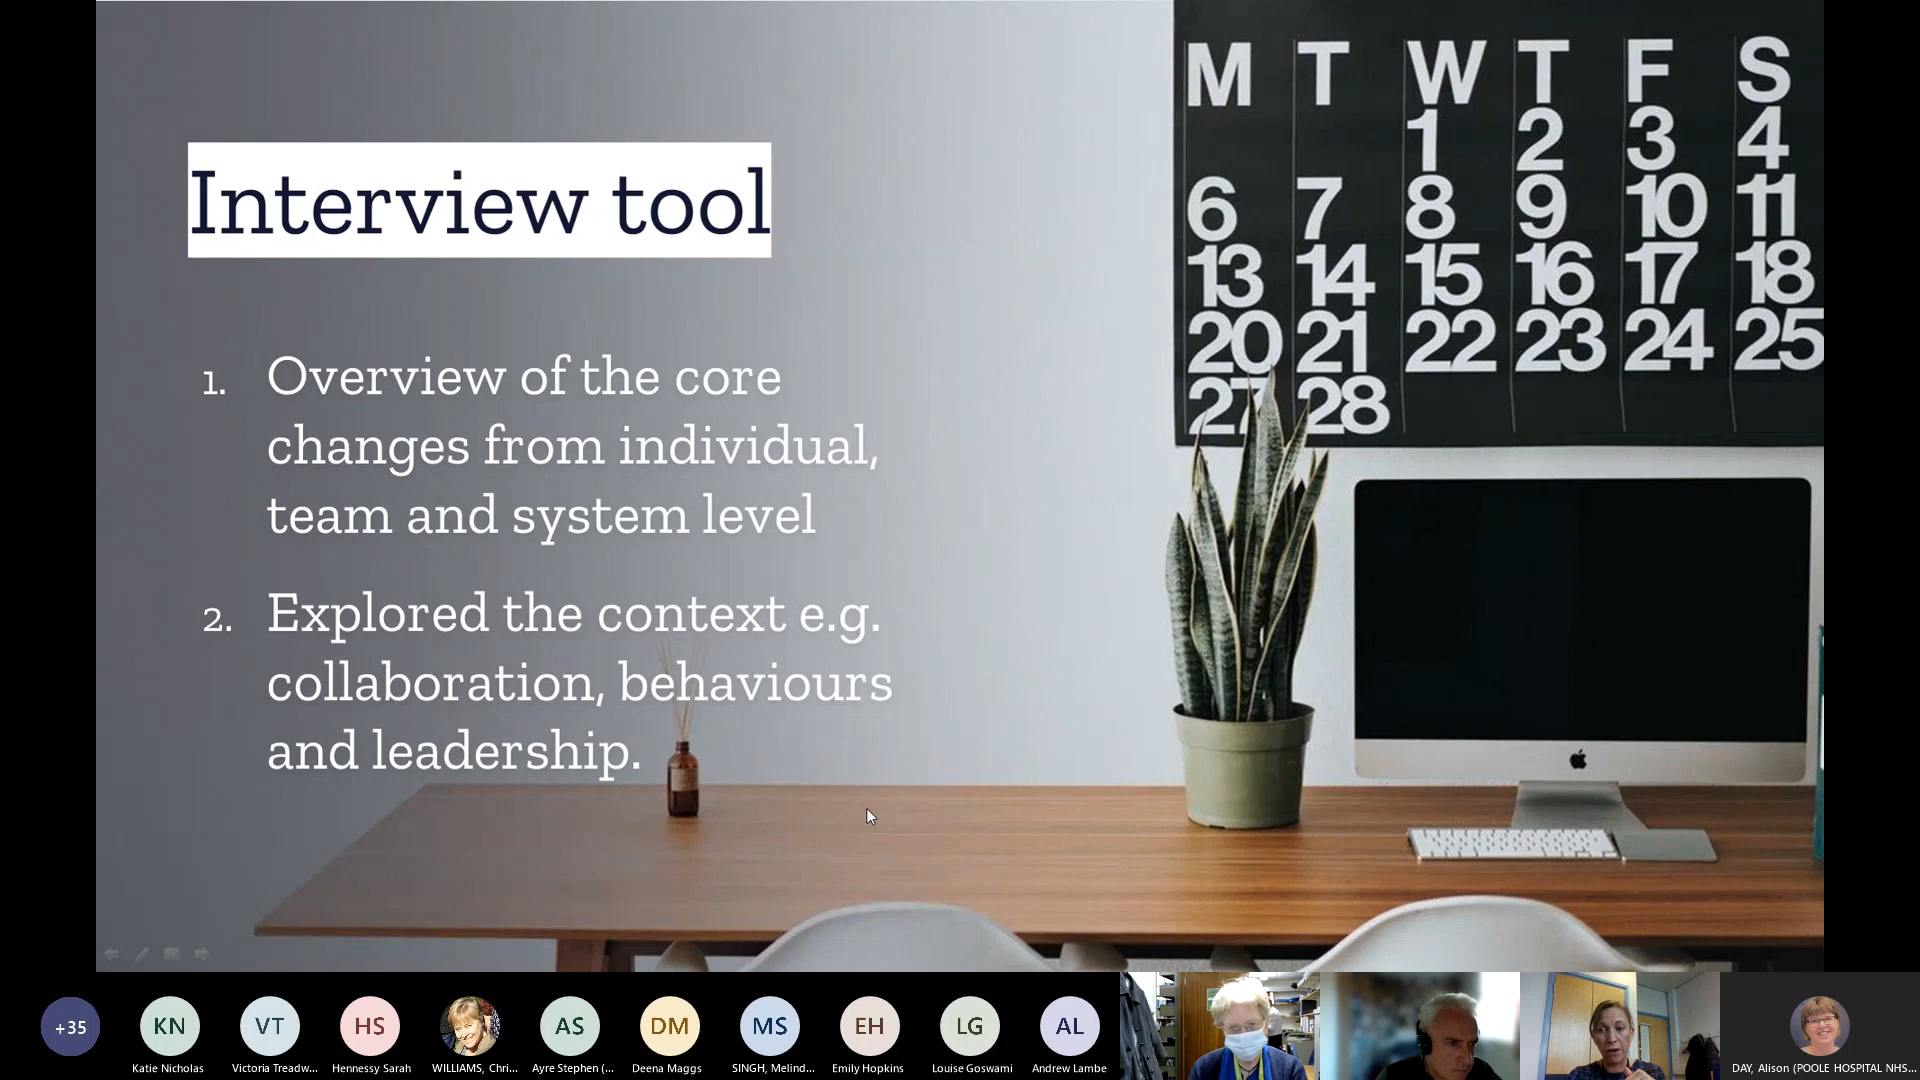 Interview tool
1. Overview of the core
changes from individual,
team and system level
2. Explored the context e.g.
collaboration, behaviours
and leadership.
M T W T F S
1 2 3 4
6 7 8 9 10 11
13 14 15 16 17 18
20 21 22 23 24 25
27 28
+35
KN
VT
HS
AS
DM
MS
EH
LG
AL
Katie Nicholas
Victoria Treadw...
Hennessy Sarah
WILLIAMS, Chri...
Ayre Stephen (...
Deena Maggs
SINGH, Melind...
Emily Hopkins
Louise Goswami
Andrew Lambe
DAY, Alison (POOLE HOSPITAL NHS...